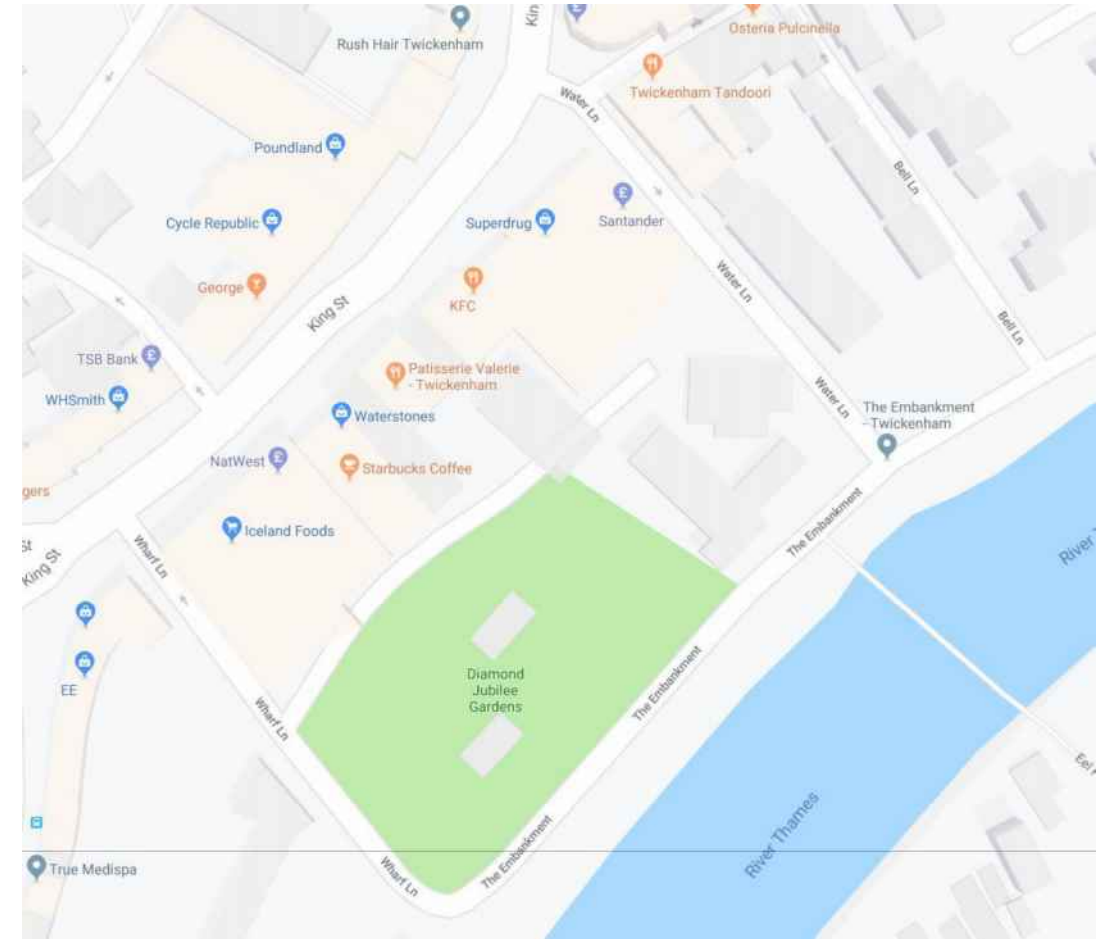 Rush Hair Twickenham
King
Osteria Pulcinella
Twickenham Tandoori
Water Ln
Poundland
Bell Ln
Cycle Republic
Superdrug
Santander
Water Ln
George
KFC
King St
Bell Ln
TSB Bank
Patisserie Valerie
- Twickenham
WHSmith
Water Ln
The Embankment
- Twickenham
Waterstones
NatWest
Starbucks Coffee
gers
The Embankment
Iceland Foods
St
King St
Wharf Ln
River
Diamond
Jubilee
Gardens
The Embankment
EE
Wharf Ln
Eel
River Thames
The Embankment
Wharf Ln
True Medispa